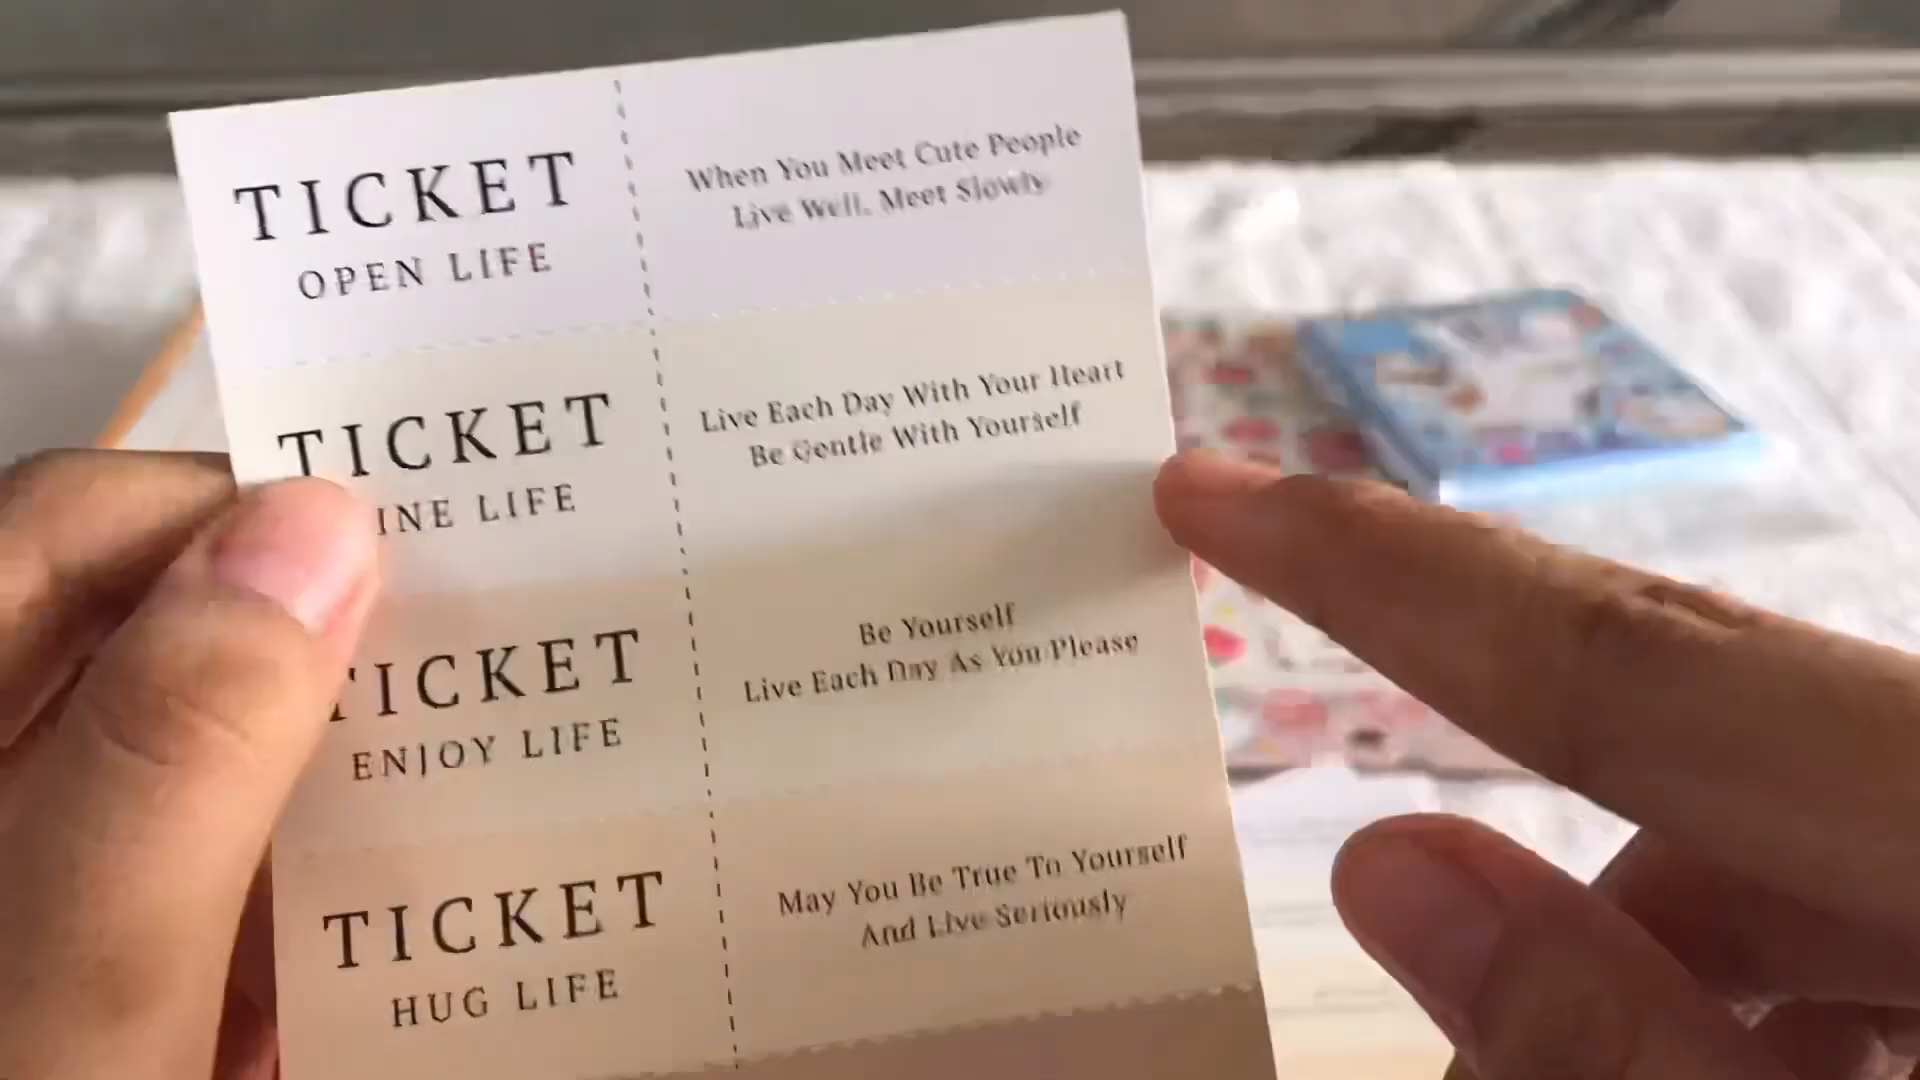 TICKET
OPEN LIFE
When You Meet Cute People
Live Well, Meet Slowly
TICKET
LIFE
Live Each Day With Your Heart
Be Gentle With Yourself
TICKET
ENJOY LIFE
Be Yourself
Live Each Day As You Please
TICKET
HUG LIFE
May You Be True To Yourself
And Live Seriously